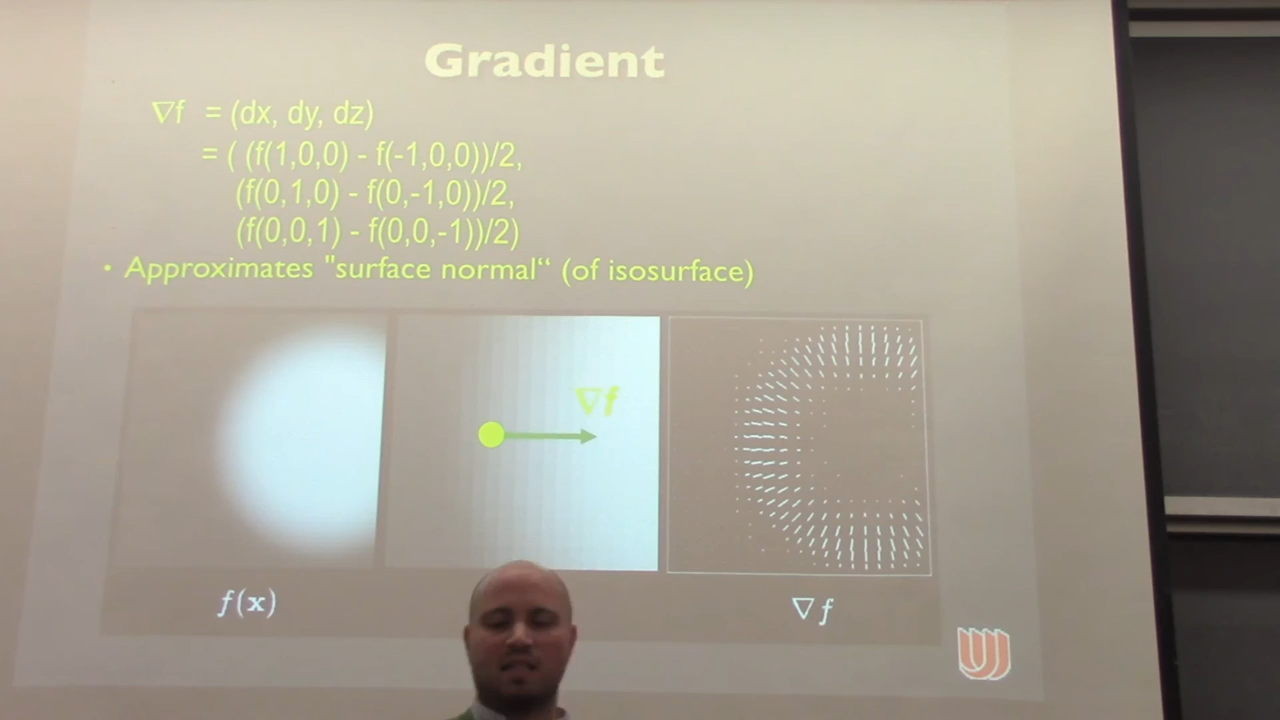 Gradient
∇f = (dx, dy, dz)
= ( (f(1,0,0) - f(-1,0,0))/2,
(f(0,1,0) - f(0,-1,0))/2,
(f(0,0,1) - f(0,0,-1))/2)
• Approximates "surface normal“ (of isosurface)
∇f
f(x)
∇f